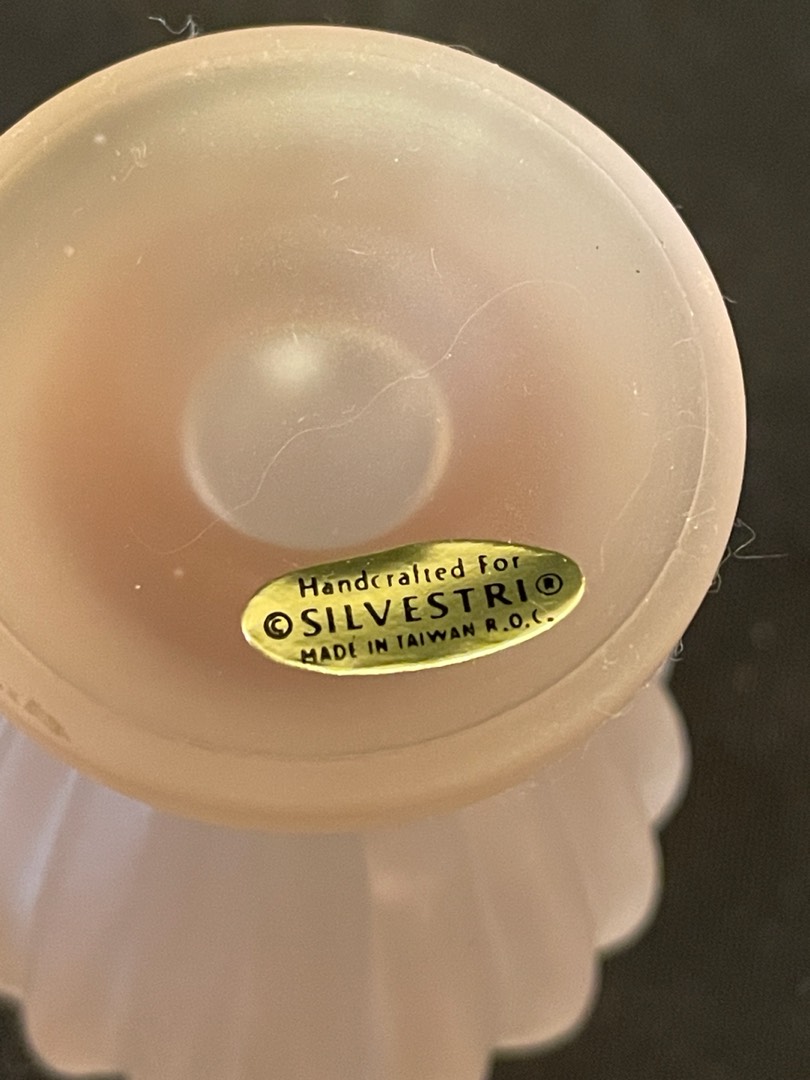 Handcrafted For
© SILVESTRI ®
MADE IN TAIWAN R.O.C.